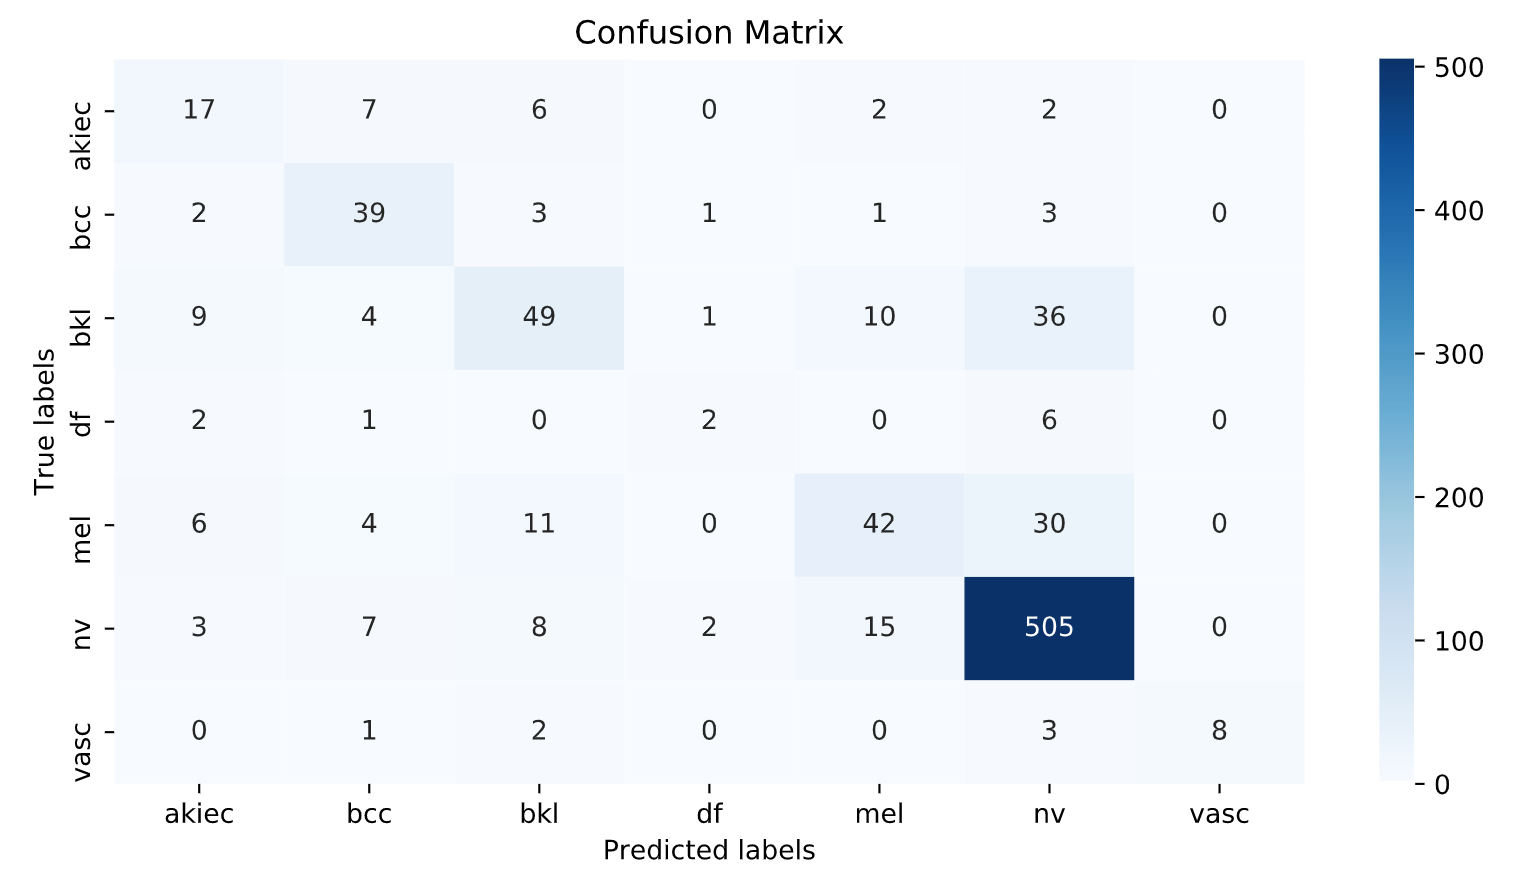 Confusion Matrix
akiec 17 7 6 0 2 2 0
bcc 2 39 3 1 1 3 0
bkl 9 4 49 1 10 36 0
df 2 1 0 2 0 6 0
mel 6 4 11 0 42 30 0
nv 3 7 8 2 15 505 0
vasc 0 1 2 0 0 3 8
akiec bcc bkl df mel nv vasc
Predicted labels
True labels
500
400
300
200
100
0